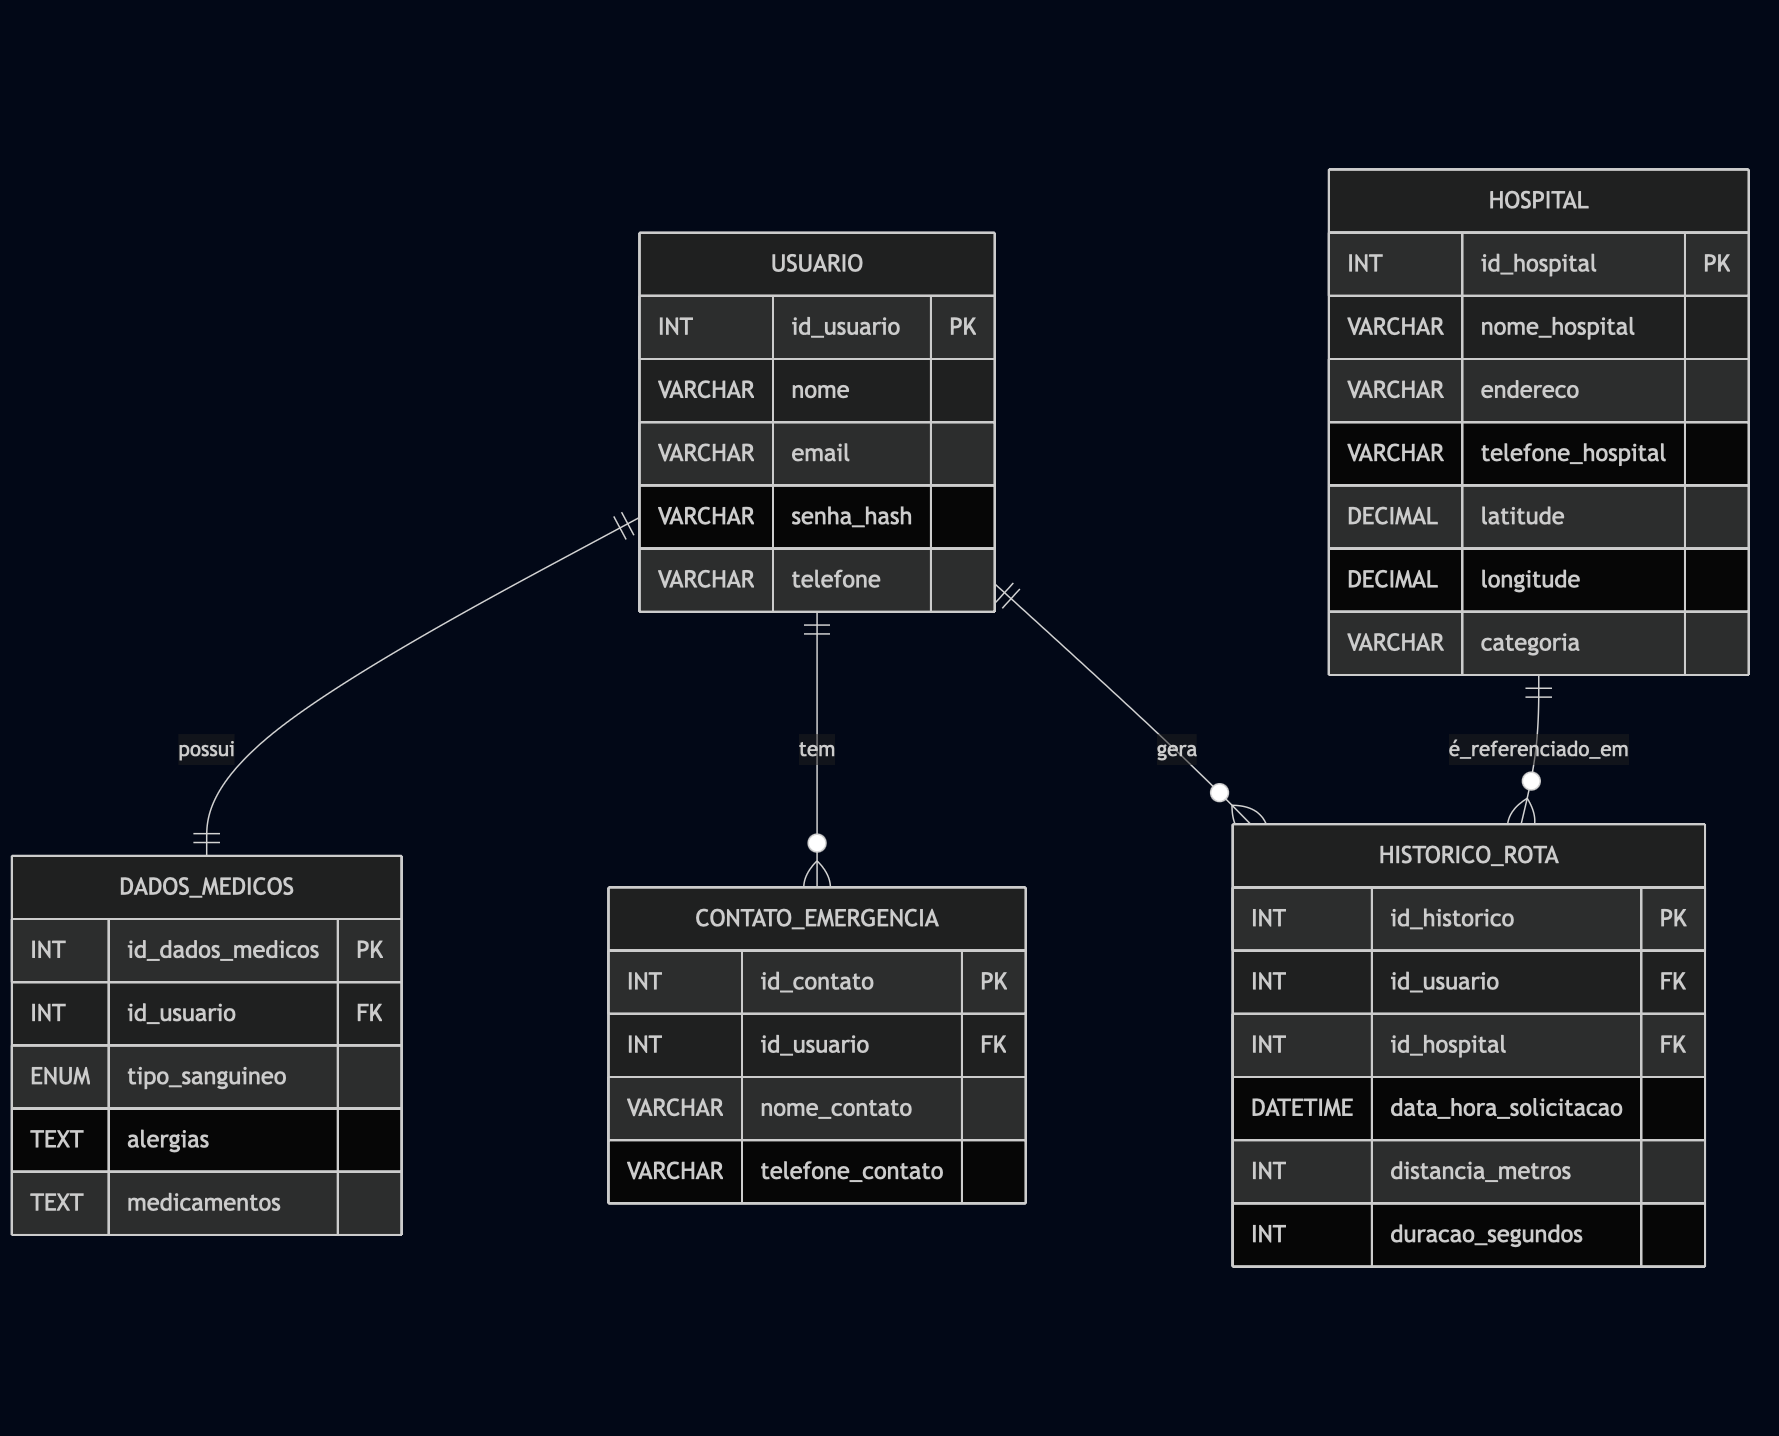 HOSPITAL
INT id_hospital PK
VARCHAR nome_hospital
VARCHAR endereco
VARCHAR telefone_hospital
DECIMAL latitude
DECIMAL longitude
VARCHAR categoria
USUARIO
INT id_usuario PK
VARCHAR nome
VARCHAR email
VARCHAR senha_hash
VARCHAR telefone
possui
tem
gera
é_referenciado_em
DADOS_MEDICOS
INT id_dados_medicos PK
INT id_usuario FK
ENUM tipo_sanguineo
TEXT alergias
TEXT medicamentos
CONTATO_EMERGENCIA
INT id_contato PK
INT id_usuario FK
VARCHAR nome_contato
VARCHAR telefone_contato
HISTORICO_ROTA
INT id_historico PK
INT id_usuario FK
INT id_hospital FK
DATETIME data_hora_solicitacao
INT distancia_metros
INT duracao_segundos